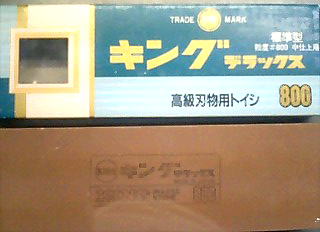 TRADE MARK
標準型
粒度#800 中仕上用
キング
デラックス
高級刃物用トイシ 800
キング
デラックス
800